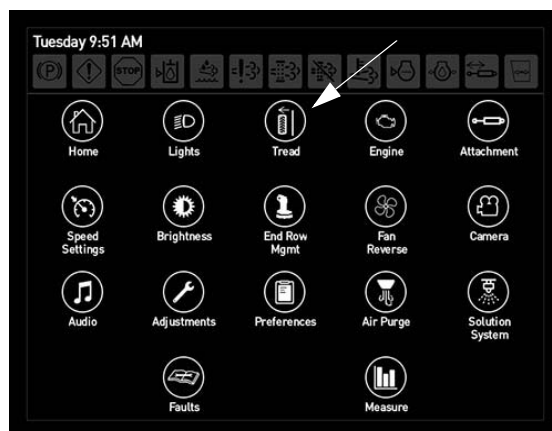 Tuesday 9:51 AM
(P) STOP
Home Lights Tread Engine Attachment
Speed Settings Brightness End Row Mgmt Fan Reverse Camera
Audio Adjustments Preferences Air Purge Solution System
Faults Measure